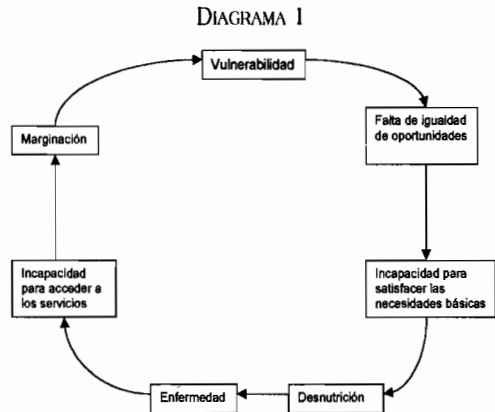 DIAGRAMA 1
Vulnerabilidad
Falta de igualdad
de oportunidades
Incapacidad para
satisfacer las
necesidades básicas
Desnutrición
Enfermedad
Incapacidad
para acceder a
los servicios
Marginación